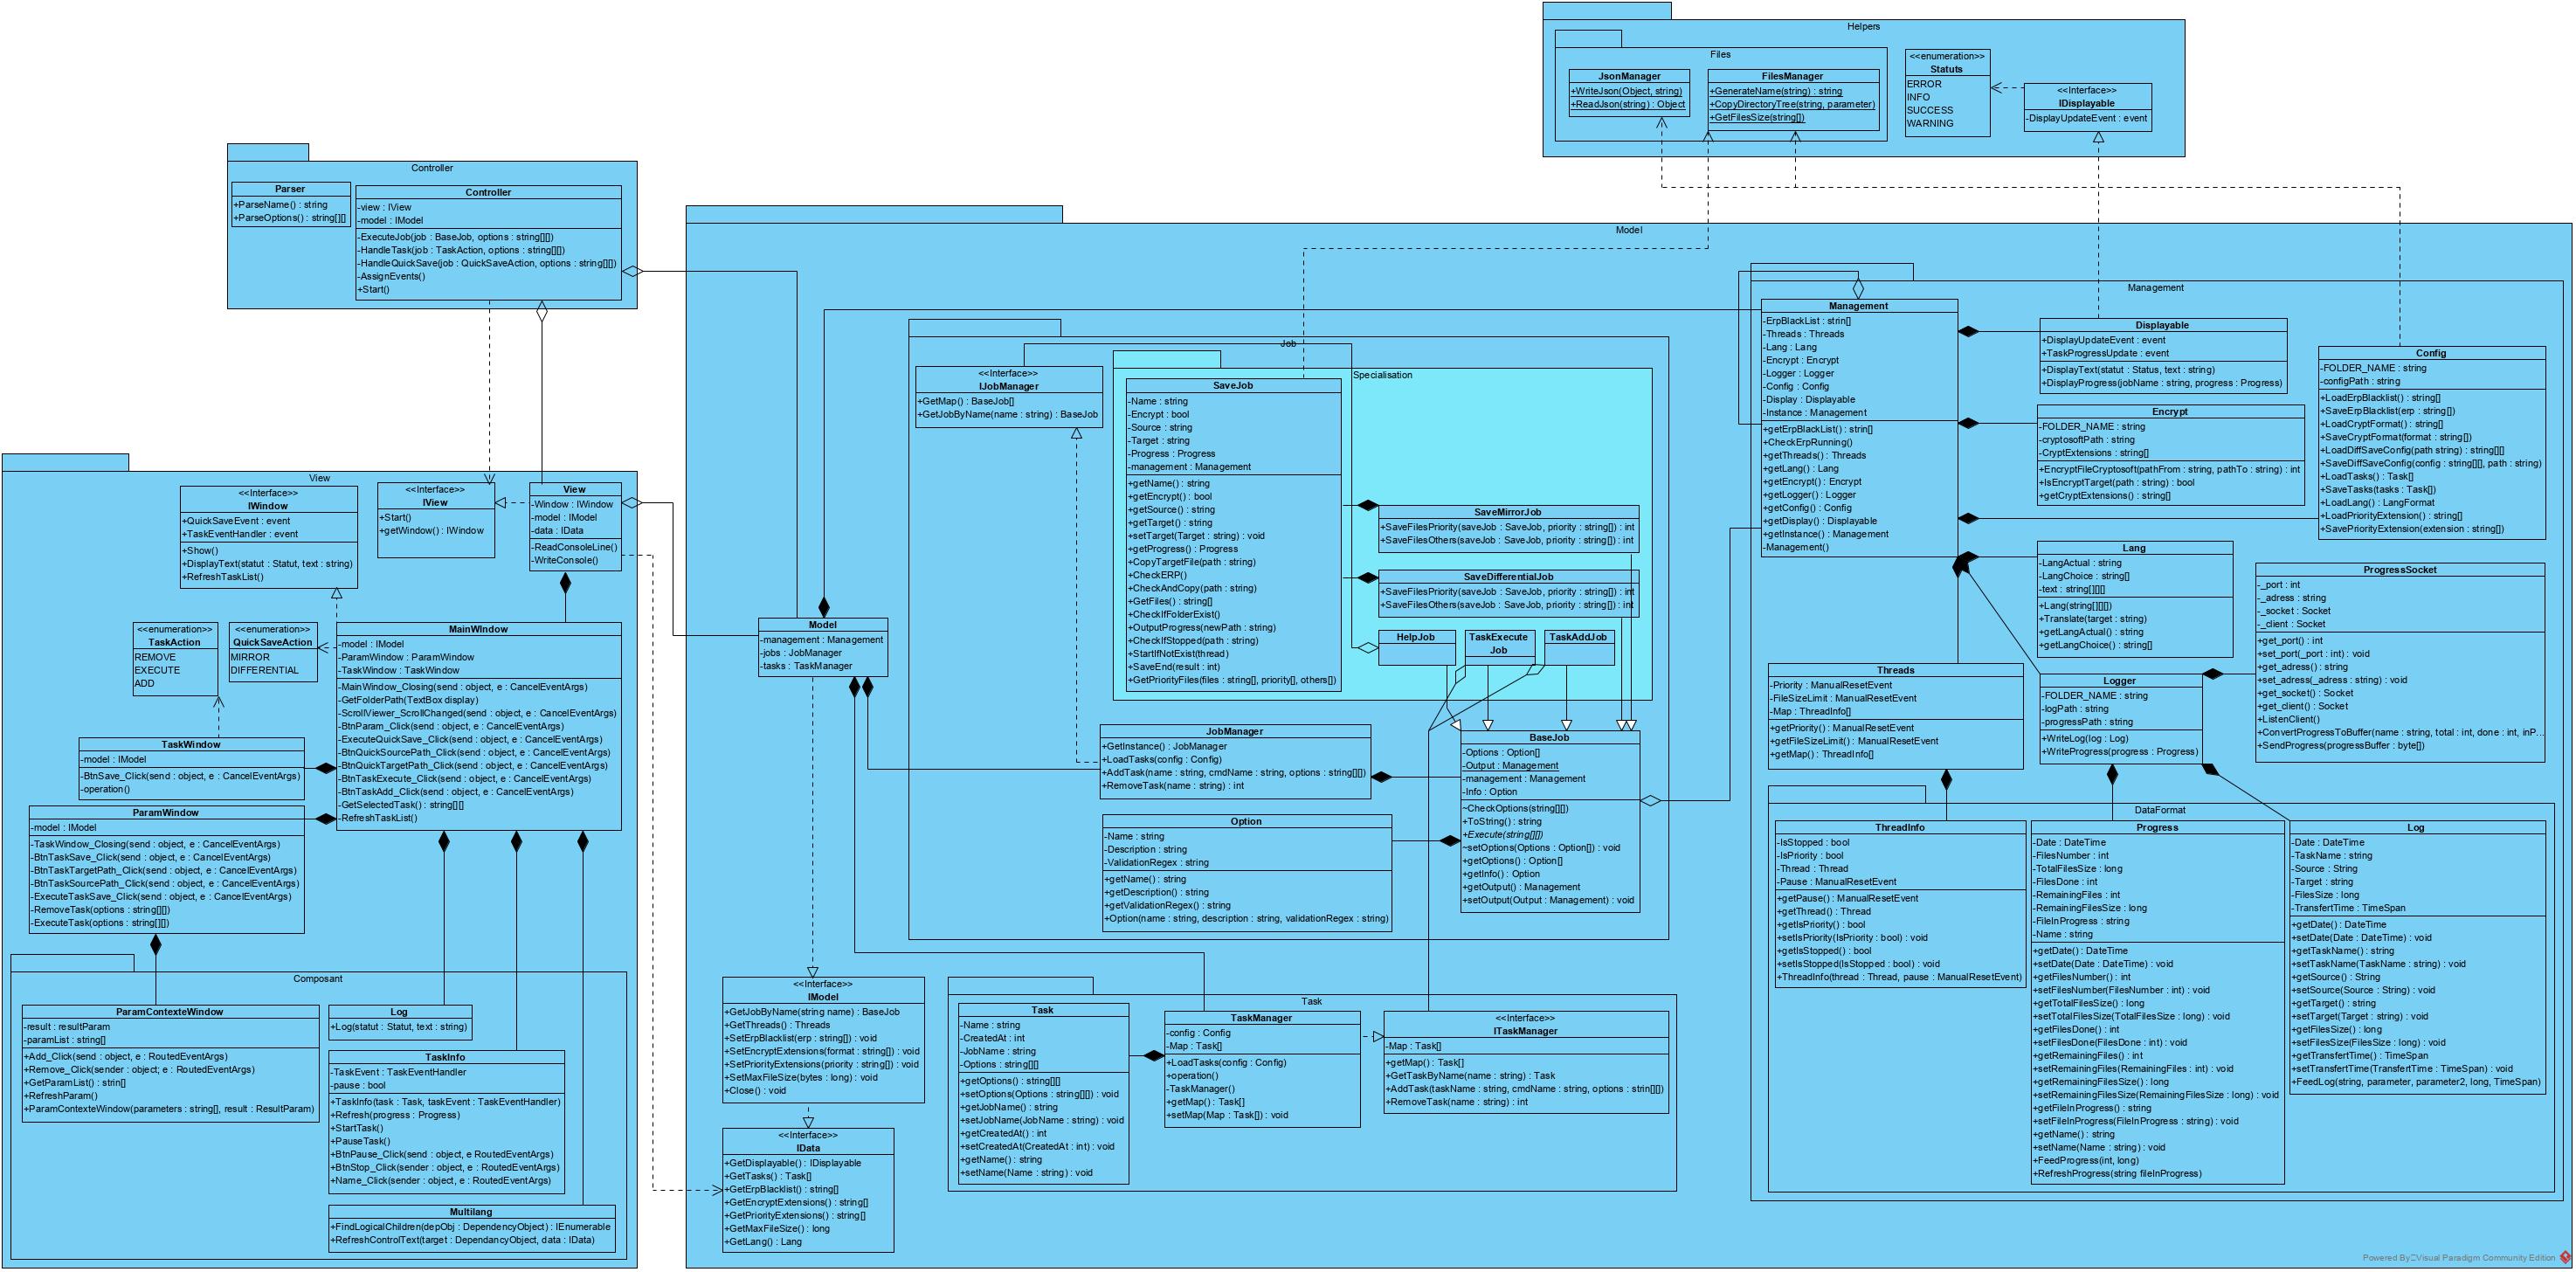 Helpers
Files
JsonManager
+WriteJson(Object, string)
+ReadJson(string) : Object
FilesManager
+GenerateName(string) : string
+CopyDirectoryTree(string, parameter)
+GetFilesSize(string[])
<<enumeration>>
Statuts
ERROR
INFO
SUCCESS
WARNING
<<Interface>>
IDisplayable
-DisplayUpdateEvent : event
Controller
Parser
+ParseName() : string
+ParseOptions() : string[][]
Controller
-view : IView
-model : IModel
-ExecuteJob(job : BaseJob, options : string[][])
-HandleTask(job : TaskAction, options : string[][])
-HandleQuickSave(job : QuickSaveAction, options : string[][])
-AssignEvents()
+Start()
View
<<Interface>>
IWindow
+QuickSaveEvent : event
+TaskEventHandler : event
+Show()
+DisplayText(statut : Statut, text : string)
+RefreshTaskList()
<<Interface>>
IView
+Start()
+getWindow() : IWindow
View
-Window : IWindow
-model : IModel
-data : IData
-ReadConsoleLine()
-WriteConsole()
<<enumeration>>
TaskAction
REMOVE
EXECUTE
ADD
<<enumeration>>
QuickSaveAction
MIRROR
DIFFERENTIAL
MainWIndow
-model : IModel
-ParamWindow : ParamWindow
-TaskWindow : TaskWindow
-MainWindow_Closing(send : object, e : CancelEventArgs)
-GetFolderPath(TextBox display)
-ScrollViewer_ScrollChanged(send : object, e : CancelEventArgs)
-BtnParam_Click(send : object, e : CancelEventArgs)
-ExecuteQuickSave_Click(send : object, e : CancelEventArgs)
-BtnQuickSourcePath_Click(send : object, e : CancelEventArgs)
-BtnQuickTargetPath_Click(send : object, e : CancelEventArgs)
-BtnTaskExecute_Click(send : object, e : CancelEventArgs)
-BtnTaskAdd_Click(send : object, e : CancelEventArgs)
-GetSelectedTask() : string[][]
-RefreshTaskList()
TaskWindow
-model : IModel
-BtnSave_Click(send : object, e : CancelEventArgs)
-operation()
ParamWindow
-model : IModel
-TaskWindow_Closing(send : object, e : CancelEventArgs)
-BtnTaskSave_Click(send : object, e : CancelEventArgs)
-BtnTaskTargetPath_Click(send : object, e : CancelEventArgs)
-BtnTaskSourcePath_Click(send : object, e : CancelEventArgs)
-ExecuteTaskSave_Click(send : object, e : CancelEventArgs)
-RemoveTask(options : string[][])
-ExecuteTask(options : string[][])
Composant
ParamContexteWindow
-result : resultParam
-paramList : string[]
+Add_Click(send : object, e : RoutedEventArgs)
+Remove_Click(sender : object; e : RoutedEventArgs)
+GetParamList() : strin[]
+RefreshParam()
+ParamContexteWindow(parameters : string[], result : ResultParam)
Log
+Log(statut : Statut, text : string)
TaskInfo
-TaskEvent : TaskEventHandler
-pause : bool
+TaskInfo(task : Task, taskEvent : TaskEventHandler)
+Refresh(progress : Progress)
+StartTask()
+PauseTask()
+BtnPause_Click(send : object, e RoutedEventArgs)
+BtnStop_Click(sender : object, e : RoutedEventArgs)
+Name_Click(sender : object, e : RoutedEventArgs)
Multilang
+FindLogicalChildren(depObj : DependencyObject) : IEnumerable
+RefreshControlText(target : DependancyObject, data : IData)
Model
Model
-management : Management
-jobs : JobManager
-tasks : TaskManager
<<Interface>>
IModel
+GetJobByName(string name) : BaseJob
+GetThreads() : Threads
+SetErpBlacklist(erp : string[]) : void
+SetEncryptExtensions(format : string[]) : void
+SetPriorityExtensions(priority : string[]) : void
+SetMaxFileSize(bytes : long) : void
+Close() : void
<<Interface>>
IData
+GetDisplayable() : IDisplayable
+GetTasks() : Task[]
+GetErpBlacklist() : string[]
+GetEncryptExtensions() : string[]
+GetPriorityExtensions() : string[]
+GetMaxFileSize() : long
+GetLang() : Lang
Job
<<Interface>>
IJobManager
+GetMap() : BaseJob[]
+GetJobByName(name : string) : BaseJob
Specialisation
SaveJob
-Name : string
-Encrypt : bool
-Source : string
-Target : string
-Progress : Progress
-management : Management
+getName() : string
+getEncrypt() : bool
+getSource() : string
+getTarget() : string
+setTarget(Target : string) : void
+getProgress() : Progress
+CopyTargetFile(path : string)
+CheckERP()
+CheckAndCopy(path : string)
+GetFiles() : string[]
+CheckIfFolderExist()
+OutputProgress(newPath : string)
+CheckIfStopped(path : string)
+StartIfNotExist(thread)
+SaveEnd(result : int)
+GetPriorityFiles(files : string[], priority[], others[])
SaveMirrorJob
+SaveFilesPriority(saveJob : SaveJob, priority : string[]) : int
+SaveFilesOthers(saveJob : SaveJob, priority : string[]) : int
SaveDifferentialJob
+SaveFilesPriority(saveJob : SaveJob, priority : string[]) : int
+SaveFilesOthers(saveJob : SaveJob, priority : string[]) : int
HelpJob
TaskExecute
Job
TaskAddJob
JobManager
+GetInstance() : JobManager
+LoadTasks(config : Config)
+AddTask(name : string, cmdName : string, options : string[][])
+RemoveTask(name : string) : int
Option
-Name : string
-Description : string
-ValidationRegex : string
+getName() : string
+getDescription() : string
+getValidationRegex() : string
+Option(name : string, description : string, validationRegex : string)
BaseJob
-Options : Option[]
-Output : Management
-management : Management
-Info : Option
~CheckOptions(string[][])
+ToString() : string
+Execute(string[][])
~setOptions(Options : Option[]) : void
+getOptions() : Option[]
+getInfo() : Option
+getOutput() : Management
+setOutput(Output : Management) : void
Task
Task
-Name : string
-CreatedAt : int
-JobName : string
-Options : string[][]
+getOptions() : string[][]
+setOptions(Options : string[][]) : void
+getJobName() : string
+setJobName(JobName : string) : void
+getCreatedAt() : int
+setCreatedAt(CreatedAt : int) : void
+getName() : string
+setName(Name : string) : void
TaskManager
-config : Config
-Map : Task[]
+LoadTasks(config : Config)
+operation()
-TaskManager()
+getMap() : Task[]
+setMap(Map : Task[]) : void
<<Interface>>
ITaskManager
-Map : Task[]
+getMap() : Task[]
+GetTaskByName(name : string) : Task
+AddTask(taskName : string, cmdName : string, options : strin[][])
+RemoveTask(name : string) : int
Management
Management
-ErpBlackList : strin[]
-Threads : Threads
-Lang : Lang
-Encrypt : Encrypt
-Logger : Logger
-Config : Config
-Display : Displayable
-Instance : Management
+getErpBlackList() : strin[]
+CheckErpRunning()
+getThreads() : Threads
+getLang() : Lang
+getEncrypt() : Encrypt
+getLogger() : Logger
+getConfig() : Config
+getDisplay() : Displayable
+getInstance() : Management
-Management()
Displayable
+DisplayUpdateEvent : event
+TaskProgressUpdate : event
+DisplayText(statut : Status, text : string)
+DisplayProgress(jobName : string, progress : Progress)
Encrypt
-FOLDER_NAME : string
-cryptosoftPath : string
-CryptExtensions : string[]
+EncryptFileCryptosoft(pathFrom : string, pathTo : string) : int
+IsEncryptTarget(path : string) : bool
+getCryptExtensions() : string[]
Config
-FOLDER_NAME : string
-configPath : string
+LoadErpBlacklist() : string[]
+SaveErpBlacklist(erp : string[])
+LoadCryptFormat() : string[]
+SaveCryptFormat(format : string[])
+LoadDiffSaveConfig(path string) : string[][]
+SaveDiffSaveConfig(config : string[][], path : string)
+LoadTasks() : Task[]
+SaveTasks(tasks : Task[])
+LoadLang() : LangFormat
+LoadPriorityExtension() : string[]
+SavePriorityExtension(extension : string[])
Lang
-LangActual : string
-LangChoice : string[]
-text : string[][][]
+Lang(string[][][])
+Translate(target : string)
+getLangActual() : string
+getLangChoice() : string[]
ProgressSocket
-_port : int
-_adress : string
-_socket : Socket
-_client : Socket
+get_port() : int
+set_port(_port : int) : void
+get_adress() : string
+set_adress(_adress : string) : void
+get_socket() : Socket
+get_client() : Socket
+ListenClient()
+ConvertProgressToBuffer(name : string, total : int, done : int, inP...
+SendProgress(progressBuffer : byte[])
Threads
-Priority : ManualResetEvent
-FileSizeLimit : ManualResetEvent
-Map : ThreadInfo[]
+getPriority() : ManualResetEvent
+getFileSizeLimit() : ManualResetEvent
+getMap() : ThreadInfo[]
Logger
-FOLDER_NAME : string
-logPath : string
-progressPath : string
+WriteLog(log : Log)
+WriteProgress(progress : Progress)
DataFormat
ThreadInfo
-IsStopped : bool
-IsPriority : bool
-Thread : Thread
-Pause : ManualResetEvent
+getPause() : ManualResetEvent
+getThread() : Thread
+getIsPriority() : bool
+setIsPriority(IsPriority : bool) : void
+getIsStopped() : bool
+setIsStopped(IsStopped : bool) : void
+ThreadInfo(thread : Thread, pause : ManualResetEvent)
Progress
-Date : DateTime
-FilesNumber : int
-TotalFilesSize : long
-FilesDone : int
-RemainingFiles : int
-RemainingFilesSize : long
-FileInProgress : string
-Name : string
+getDate() : DateTime
+setDate(Date : DateTime) : void
+getFilesNumber() : int
+setFilesNumber(FilesNumber : int) : void
+getTotalFilesSize() : long
+setTotalFilesSize(TotalFilesSize : long) : void
+getFilesDone() : int
+setFilesDone(FilesDone : int) : void
+getRemainingFiles() : int
+setRemainingFiles(RemainingFiles : int) : void
+getRemainingFilesSize() : long
+setRemainingFilesSize(RemainingFilesSize : long) : void
+getFileInProgress() : string
+setFileInProgress(FileInProgress : string) : void
+getName() : string
+setName(Name : string) : void
+FeedProgress(int, long)
+RefreshProgress(string fileInProgress)
Log
-Date : DateTime
-TaskName : string
-Source : String
-Target : string
-FilesSize : long
-TransfertTime : TimeSpan
+getDate() : DateTime
+setDate(Date : DateTime) : void
+getTaskName() : string
+setTaskName(TaskName : string) : void
+getSource() : String
+setSource(Source : String) : void
+getTarget() : string
+setTarget(Target : string) : void
+getFilesSize() : long
+setFilesSize(FilesSize : long) : void
+getTransfertTime() : TimeSpan
+setTransfertTime(TransfertTime : TimeSpan) : void
+FeedLog(string, parameter, parameter2, long, TimeSpan)
Powered By Visual Paradigm Community Edition